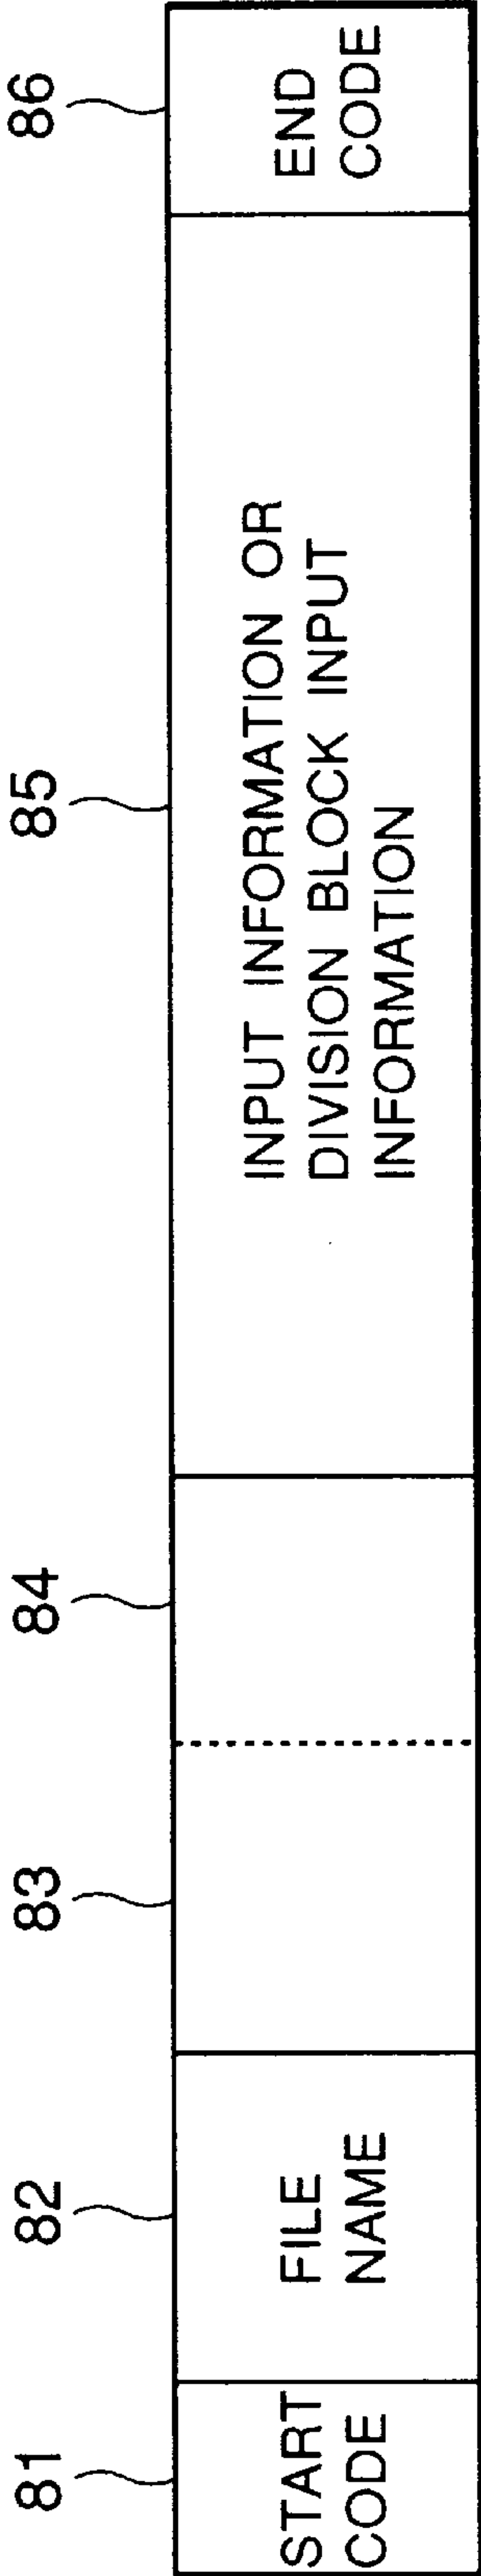 81
82
83
84
85
86
START
CODE
FILE
NAME
INPUT INFORMATION OR
DIVISION BLOCK INPUT
INFORMATION
END
CODE